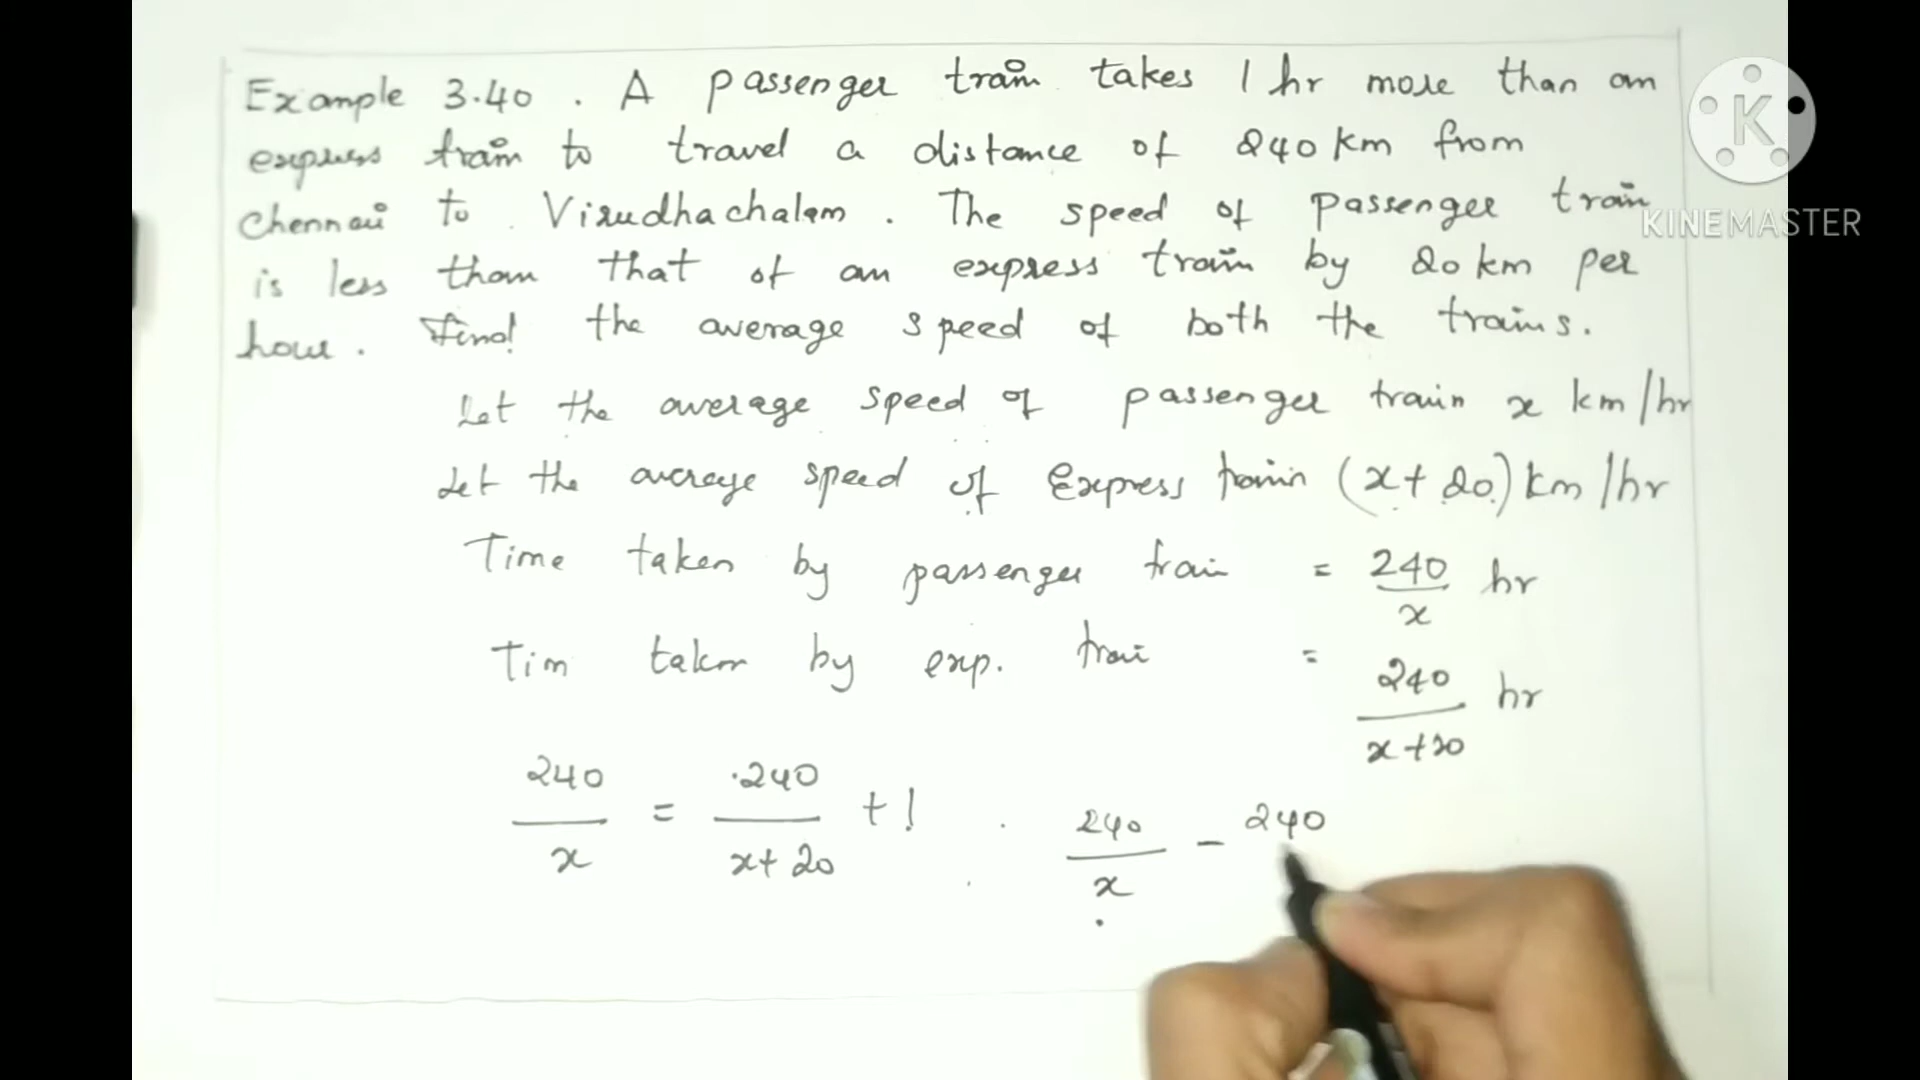 Example 3.40 . A passenger train takes 1 hr more than an
express train to travel a distance of 240 km from
Chennai to Virudhachalam . The speed of passenger train
is less than that of an express train by 20 km per
hour . Find the average speed of both the trains.
Let the average speed of passenger train x km/hr
Let the average speed of Express train (x + 20) km/hr
Time taken by passenger train = 240/x hr
Tim taken by exp. trai = 240/x+20 hr
240/x = 240/x+20 + 1
240/x - 240
K
KINEMASTER